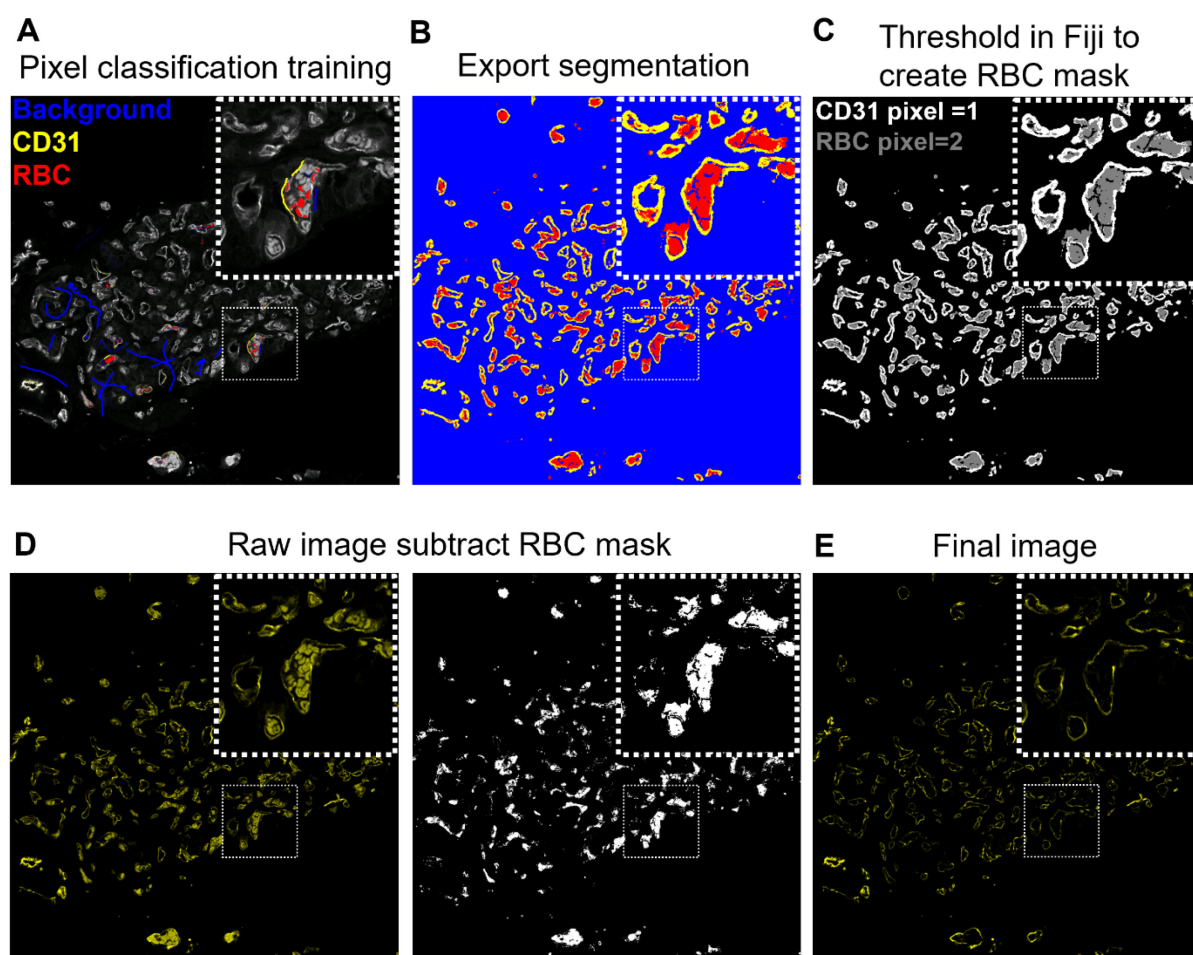 A
Pixel classification training
B
Export segmentation
C
Threshold in Fiji to
create RBC mask
Background
CD31
RBC
CD31 pixel =1
RBC pixel=2
D
Raw image subtract RBC mask
E
Final image